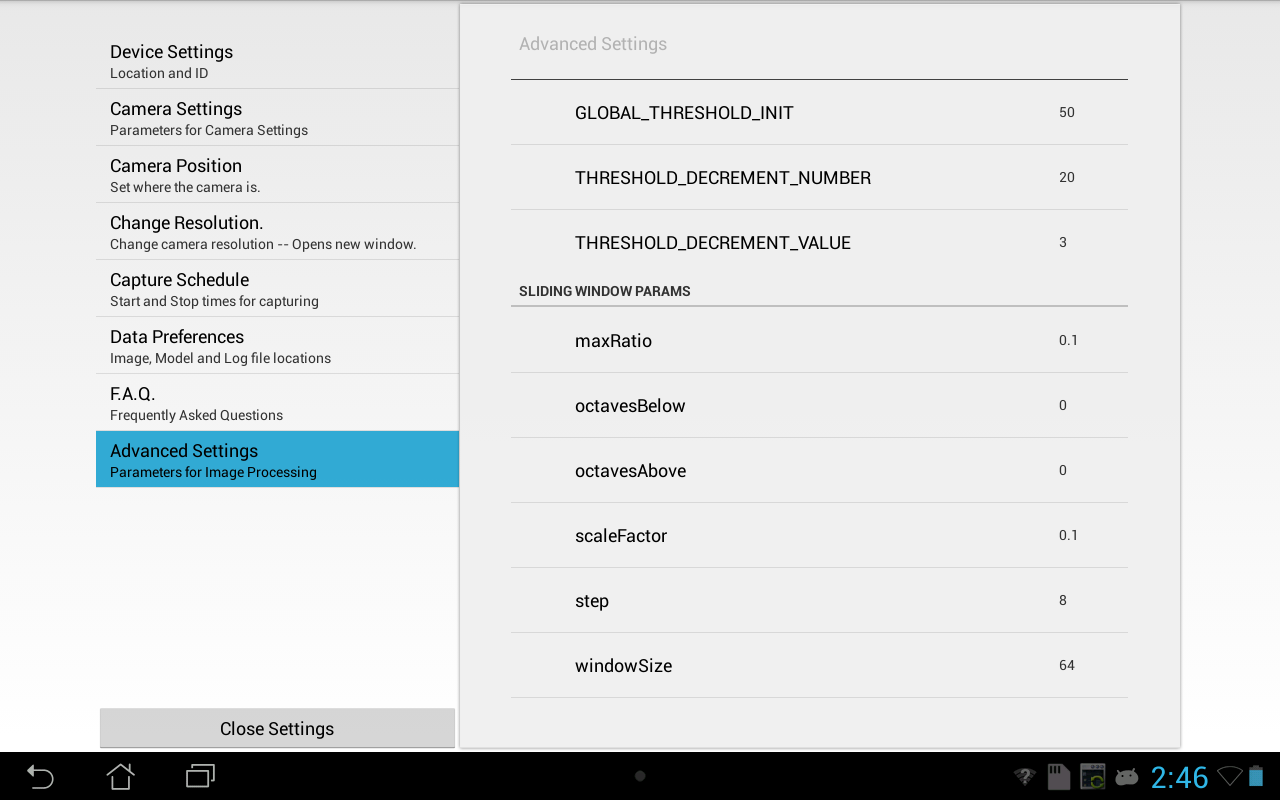 Device Settings
Location and ID
Camera Settings
Parameters for Camera Settings
Camera Position
Set where the camera is.
Change Resolution.
Change camera resolution -- Opens new window.
Capture Schedule
Start and Stop times for capturing
Data Preferences
Image, Model and Log file locations
F.A.Q.
Frequently Asked Questions
Advanced Settings
Parameters for Image Processing
Close Settings
Advanced Settings
GLOBAL_THRESHOLD_INIT 50
THRESHOLD_DECREMENT_NUMBER 20
THRESHOLD_DECREMENT_VALUE 3
SLIDING WINDOW PARAMS
maxRatio 0.1
octavesBelow 0
octavesAbove 0
scaleFactor 0.1
step 8
windowSize 64
2:46